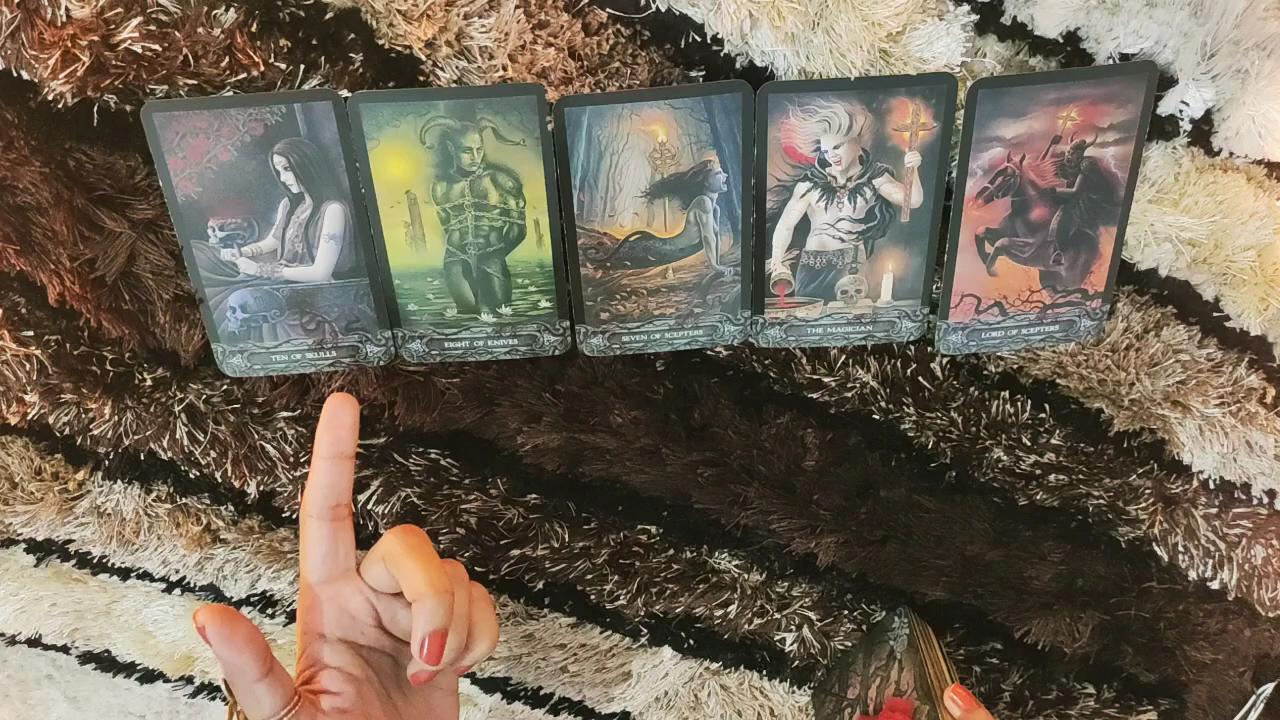 TEN OF SKULLS
EIGHT OF KNIVES
SEVEN OF SCEPTERS
THE MAGICIAN
LORD OF SCEPTERS